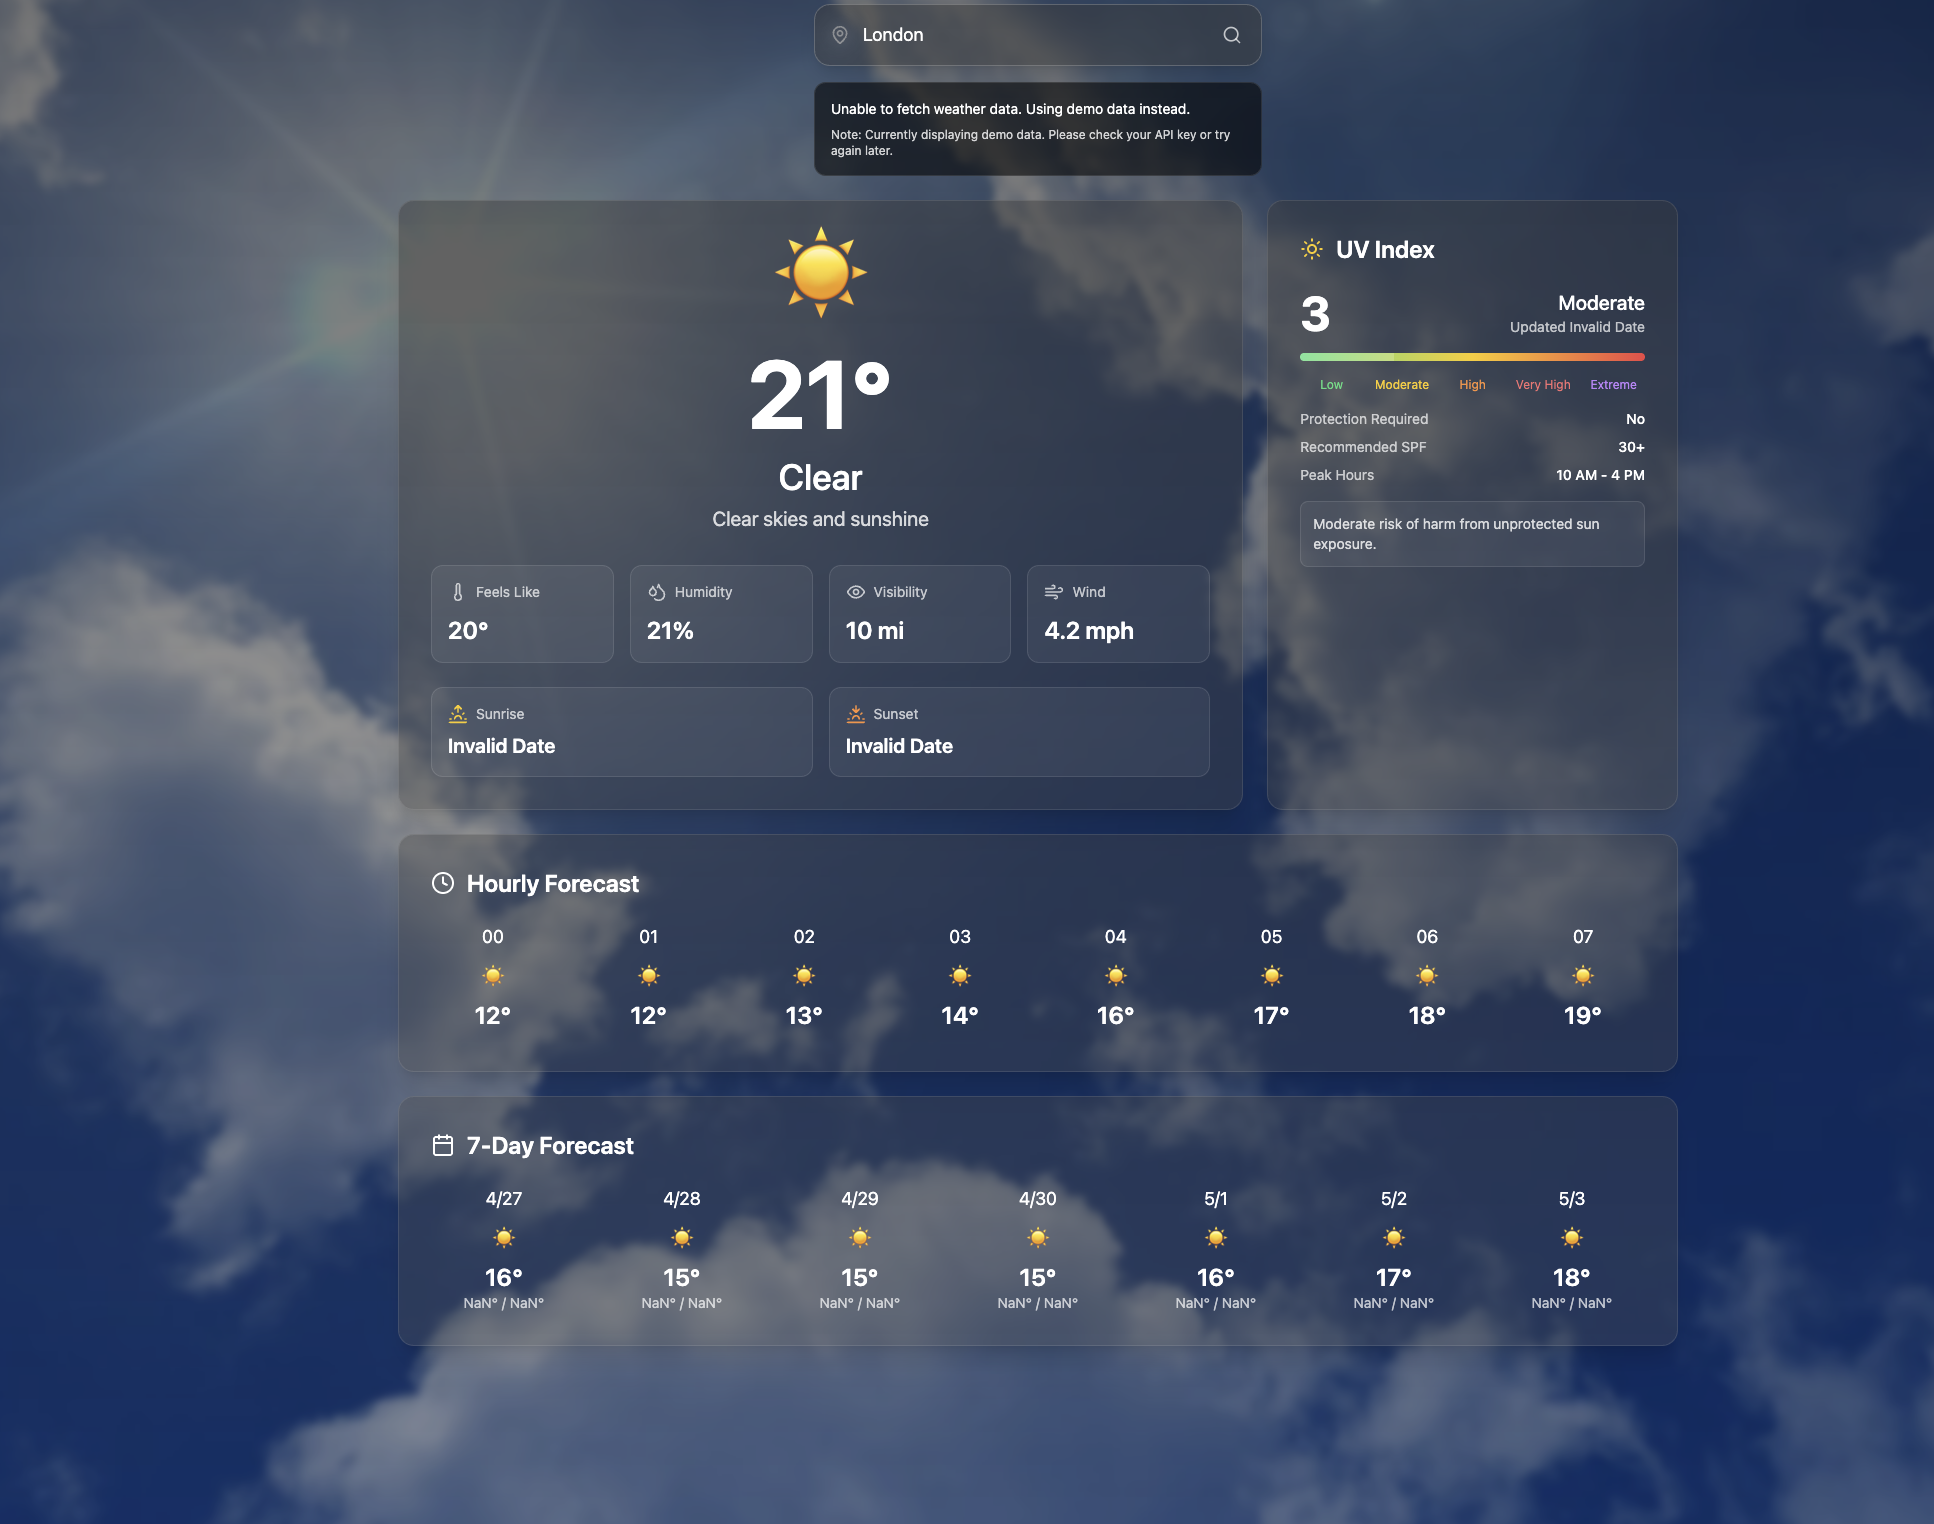 London
Unable to fetch weather data. Using demo data instead.
Note: Currently displaying demo data. Please check your API key or try
again later.
21°
Clear
Clear skies and sunshine
Feels Like
20°
Humidity
21%
Visibility
10 mi
Wind
4.2 mph
Sunrise
Invalid Date
Sunset
Invalid Date
UV Index
3
Moderate
Updated Invalid Date
Low Moderate High Very High Extreme
Protection Required No
Recommended SPF 30+
Peak Hours 10 AM - 4 PM
Moderate risk of harm from unprotected sun
exposure.
Hourly Forecast
00 01 02 03 04 05 06 07
12° 12° 13° 14° 16° 17° 18° 19°
7-Day Forecast
4/27 4/28 4/29 4/30 5/1 5/2 5/3
16° 15° 15° 15° 16° 17° 18°
NaN° / NaN° NaN° / NaN° NaN° / NaN° NaN° / NaN° NaN° / NaN° NaN° / NaN° NaN° / NaN°